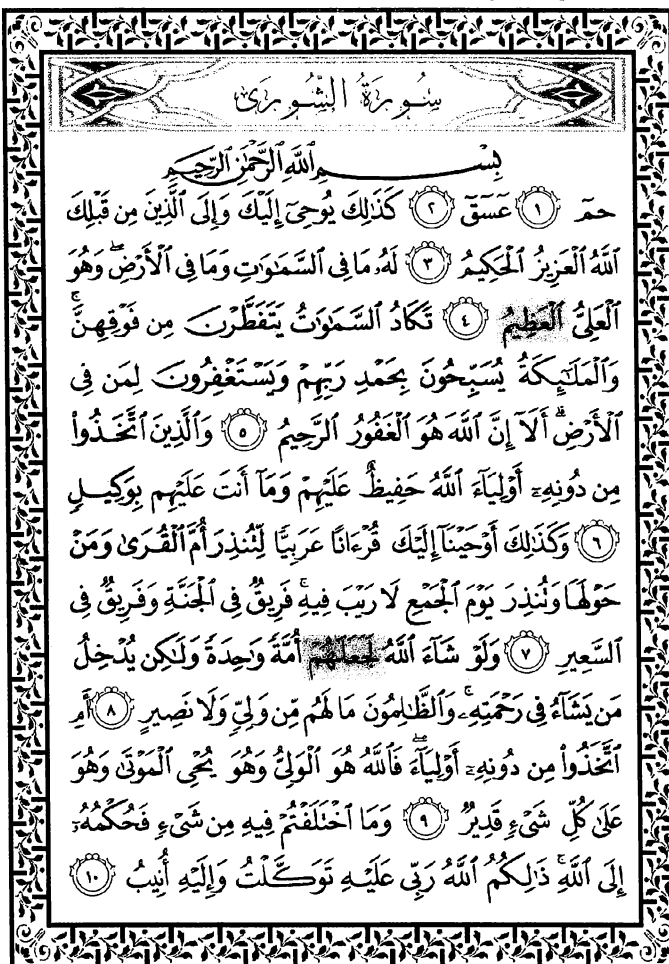 سُورَةُ الشُّورَىٰ
بِسْمِ ٱللَّهِ ٱلرَّحْمَٰنِ ٱلرَّحِيمِ
حمٓ ﴿١﴾ عٓسٓقٓ ﴿٢﴾ كَذَٰلِكَ يُوحِىٓ إِلَيْكَ وَإِلَى ٱلَّذِينَ مِن قَبْلِكَ
ٱللَّهُ ٱلْعَزِيزُ ٱلْحَكِيمُ ﴿٣﴾ لَهُۥ مَا فِى ٱلسَّمَٰوَٰتِ وَمَا فِى ٱلْأَرْضِ ۖ وَهُوَ
ٱلْعَلِىُّ ٱلْعَظِيمُ ﴿٤﴾ تَكَادُ ٱلسَّمَٰوَٰتُ يَتَفَطَّرْنَ مِن فَوْقِهِنَّ ۚ
وَٱلْمَلَٰٓئِكَةُ يُسَبِّحُونَ بِحَمْدِ رَبِّهِمْ وَيَسْتَغْفِرُونَ لِمَن فِى
ٱلْأَرْضِ ۗ أَلَآ إِنَّ ٱللَّهَ هُوَ ٱلْغَفُورُ ٱلرَّحِيمُ ﴿٥﴾ وَٱلَّذِينَ ٱتَّخَذُوا۟
مِن دُونِهِۦٓ أَوْلِيَآءَ ٱللَّهُ حَفِيظٌ عَلَيْهِمْ وَمَآ أَنتَ عَلَيْهِم بِوَكِيلٍ
﴿٦﴾ وَكَذَٰلِكَ أَوْحَيْنَآ إِلَيْكَ قُرْءَانًا عَرَبِيًّا لِّتُنذِرَ أُمَّ ٱلْقُرَىٰ وَمَنْ
حَوْلَهَا وَتُنذِرَ يَوْمَ ٱلْجَمْعِ لَا رَيْبَ فِيهِ ۚ فَرِيقٌ فِى ٱلْجَنَّةِ وَفَرِيقٌ فِى
ٱلسَّعِيرِ ﴿٧﴾ وَلَوْ شَآءَ ٱللَّهُ لَجَعَلَهُمْ أُمَّةً وَٰحِدَةً وَلَٰكِن يُدْخِلُ
مَن يَشَآءُ فِى رَحْمَتِهِۦ ۚ وَٱلظَّٰلِمُونَ مَا لَهُم مِّن وَلِىٍّ وَلَا نَصِيرٍ ﴿٨﴾ أَمِ
ٱتَّخَذُوا۟ مِن دُونِهِۦٓ أَوْلِيَآءَ ۖ فَٱللَّهُ هُوَ ٱلْوَلِىُّ وَهُوَ يُحْىِ ٱلْمَوْتَىٰ وَهُوَ
عَلَىٰ كُلِّ شَىْءٍ قَدِيرٌ ﴿٩﴾ وَمَا ٱخْتَلَفْتُمْ فِيهِ مِن شَىْءٍ فَحُكْمُهُۥٓ
إِلَى ٱللَّهِ ۚ ذَٰلِكُمُ ٱللَّهُ رَبِّى عَلَيْهِ تَوَكَّلْتُ وَإِلَيْهِ أُنِيبُ ﴿١٠﴾